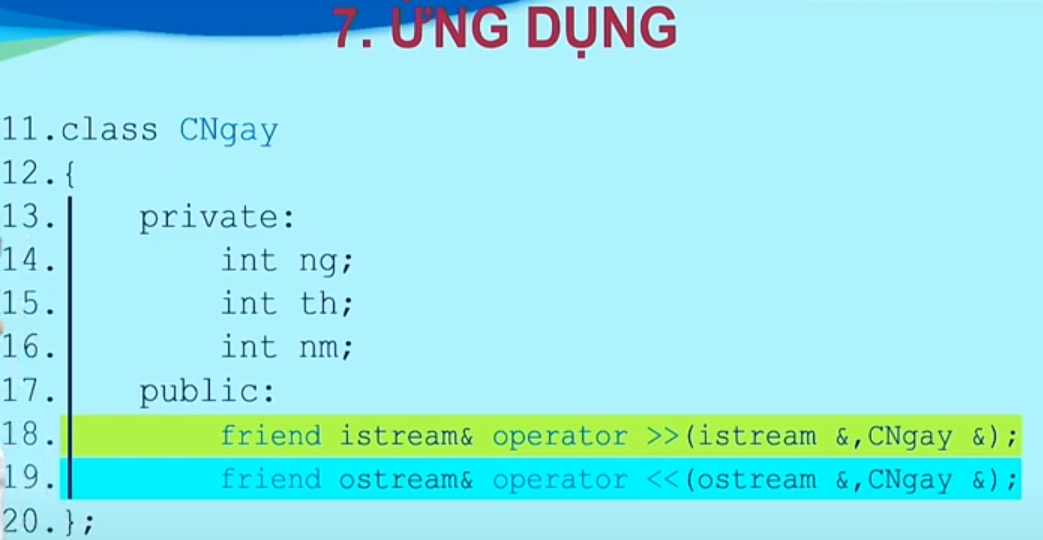 7. ỨNG DỤNG
11.class CNgay
12.{
13. private:
14. int ng;
15. int th;
16. int nm;
17. public:
18. friend istream& operator >>(istream &,CNgay &);
19. friend ostream& operator <<(ostream &,CNgay &);
20.};